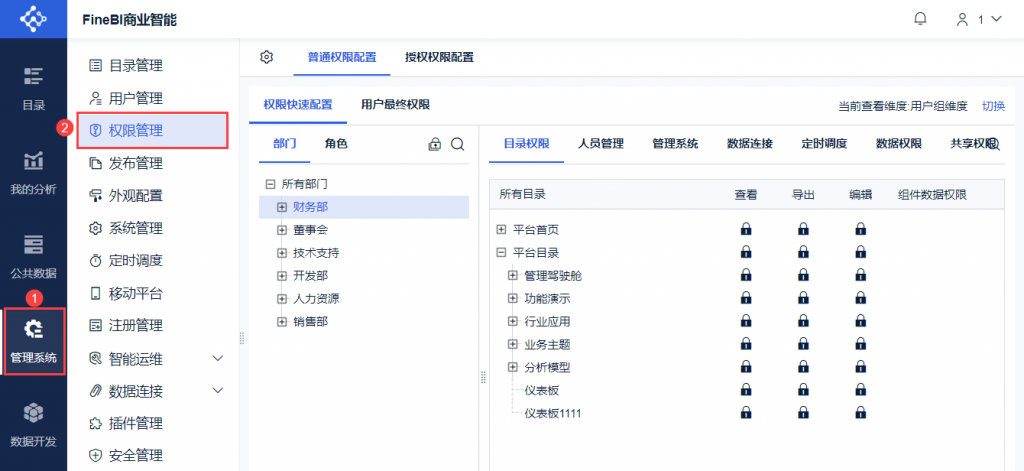 FineBI商业智能
1
目录
我的分析
公共数据
1
管理系统
数据开发
目录管理
用户管理
2
权限管理
发布管理
外观配置
系统管理
定时调度
移动平台
注册管理
智能运维
数据连接
插件管理
安全管理
普通权限配置 授权权限配置
权限快速配置 用户最终权限
当前查看维度:用户组维度 切换
部门 角色
所有部门
财务部
董事会
技术支持
开发部
人力资源
销售部
目录权限 人员管理 管理系统 数据连接 定时调度 数据权限 共享权限
所有目录 查看 导出 编辑 组件数据权限
平台首页
平台目录
管理驾驶舱
功能演示
行业应用
业务主题
分析模型
仪表板
仪表板1111